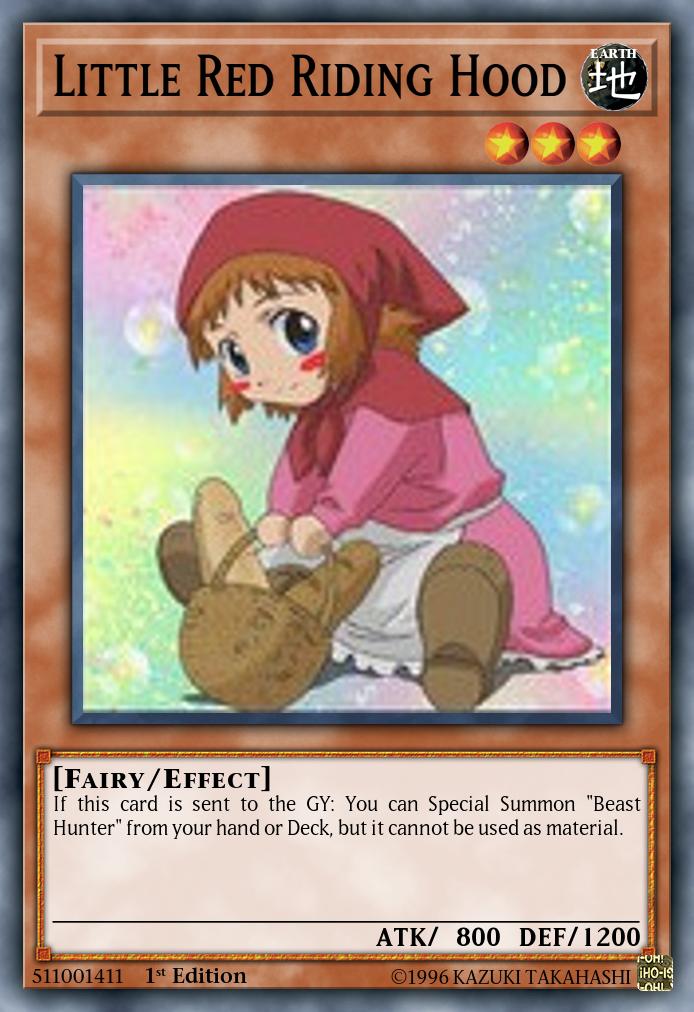 Little Red Riding Hood
EARTH
地
[Fairy/Effect]
If this card is sent to the GY: You can Special Summon "Beast
Hunter" from your hand or Deck, but it cannot be used as material.
ATK/ 800 DEF/1200
511001411 1st Edition ©1996 KAZUKI TAKAHASHI